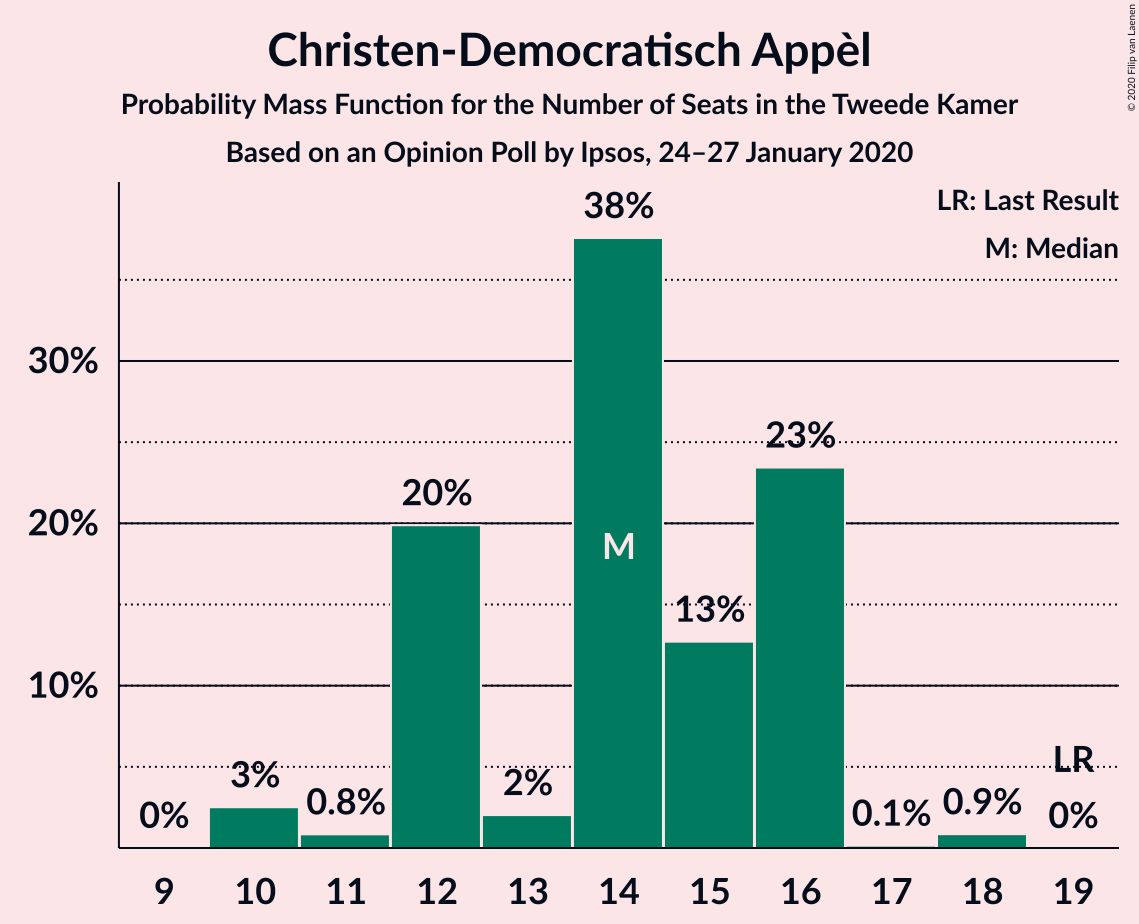 Christen-Democratisch Appèl
Probability Mass Function for the Number of Seats in the Tweede Kamer
Based on an Opinion Poll by Ipsos, 24–27 January 2020
© 2020 Filip van Laenen
LR: Last Result
M: Median
38%
30%
23%
20%
20%
M
13%
10%
LR
3%
2%
0%
0.8%
0.1%
0.9%
0%
9 10 11 12 13 14 15 16 17 18 19